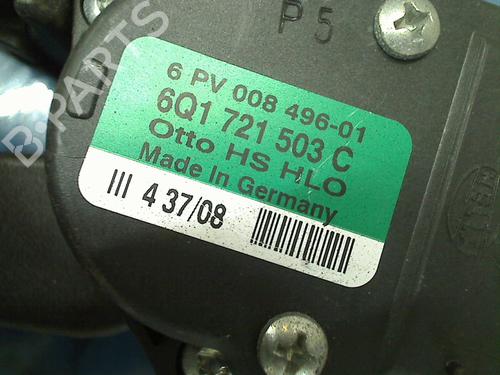 P5
6 PV 008 496-01
6Q1 721 503 C
Otto HS HLO
Made In Germany
III 4 37/08
B-PARTS